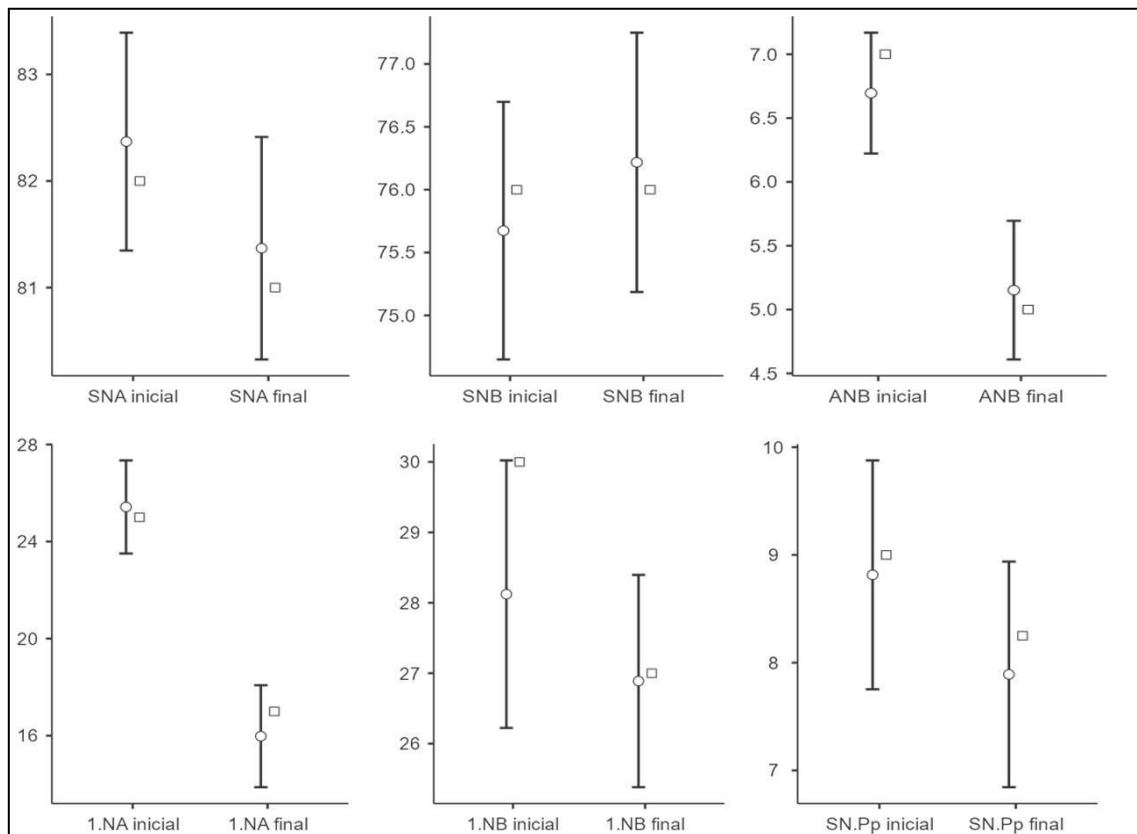 83
82
81
SNA inicial
SNA final
77.0
76.5
76.0
75.5
75.0
SNB inicial
SNB final
7.0
6.5
6.0
5.5
5.0
4.5
ANB inicial
ANB final
28
24
20
16
1.NA inicial
1.NA final
30
29
28
27
26
1.NB inicial
1.NB final
10
9
8
7
SN.Pp inicial
SN.Pp final